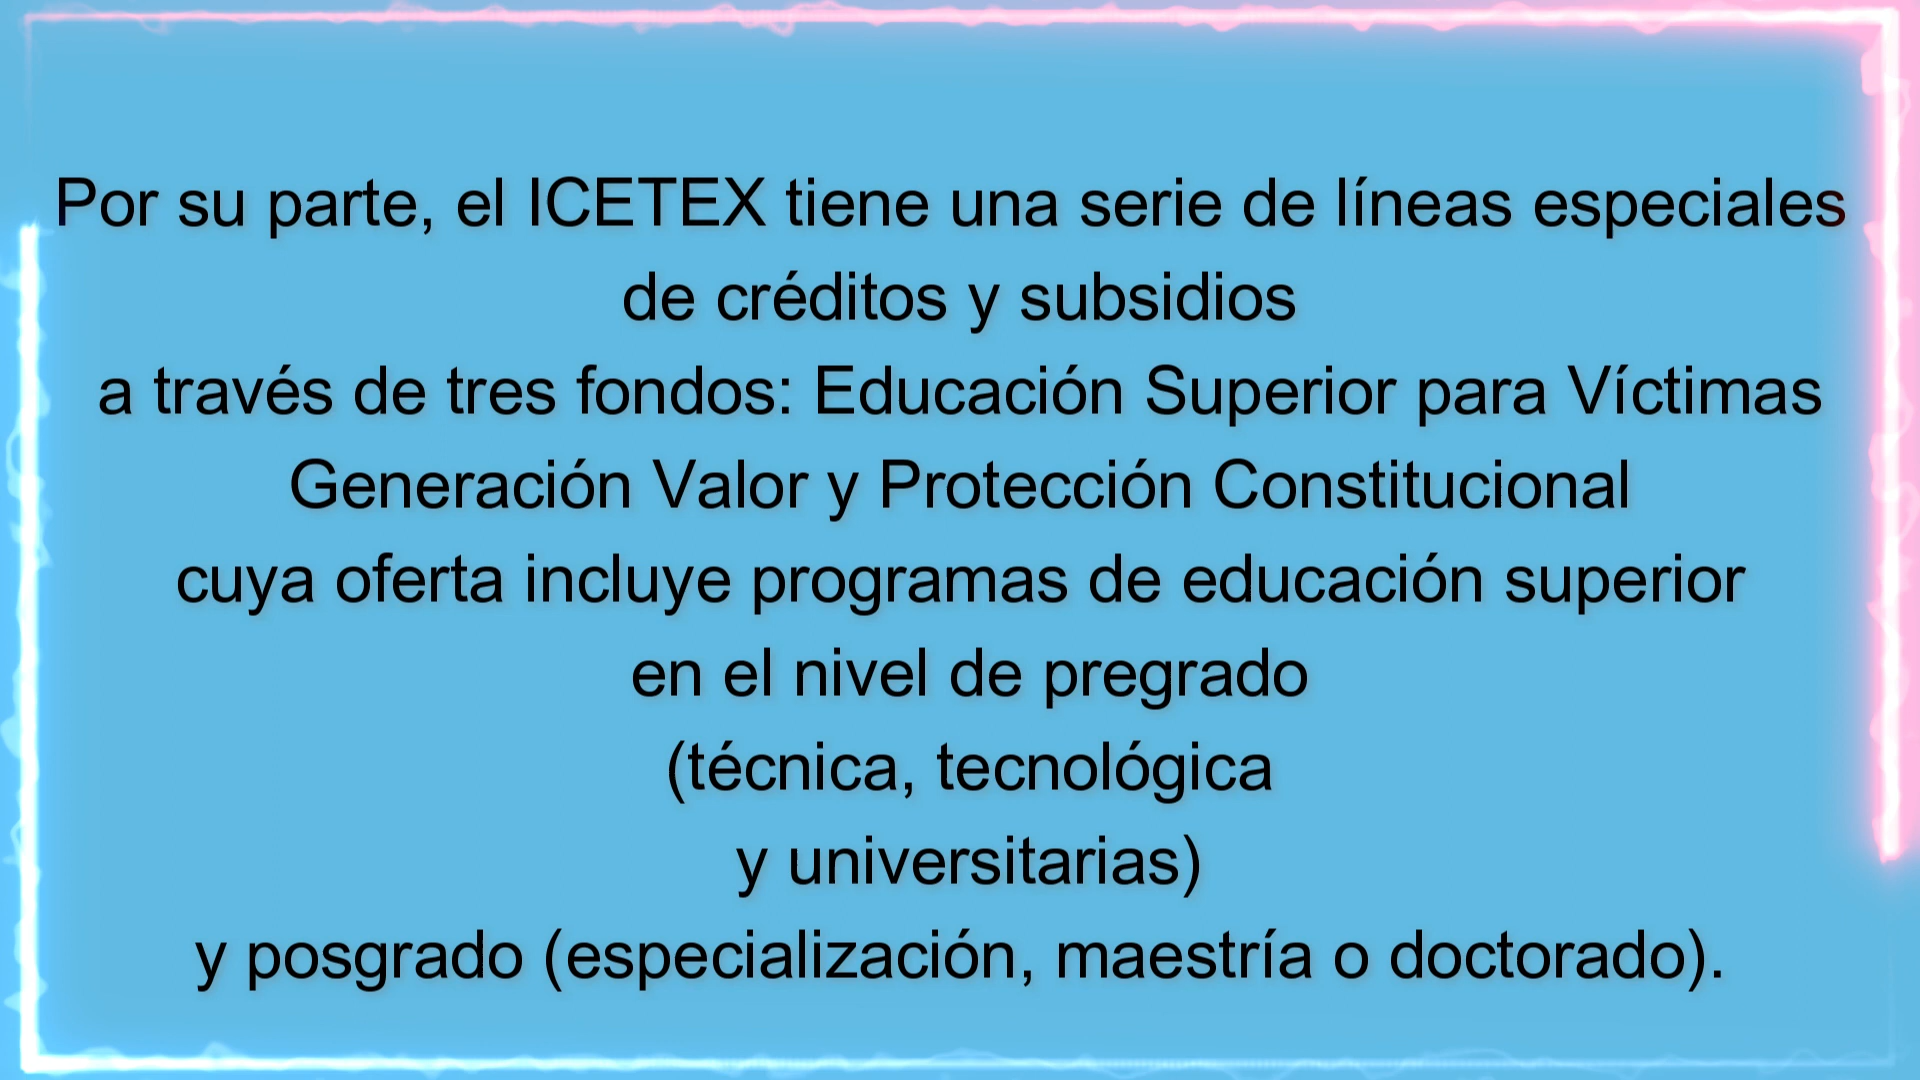 Por su parte, el ICETEX tiene una serie de líneas especiales
de créditos y subsidios
a través de tres fondos: Educación Superior para Víctimas
Generación Valor y Protección Constitucional
cuya oferta incluye programas de educación superior
en el nivel de pregrado
(técnica, tecnológica
y universitarias)
y posgrado (especialización, maestría o doctorado).